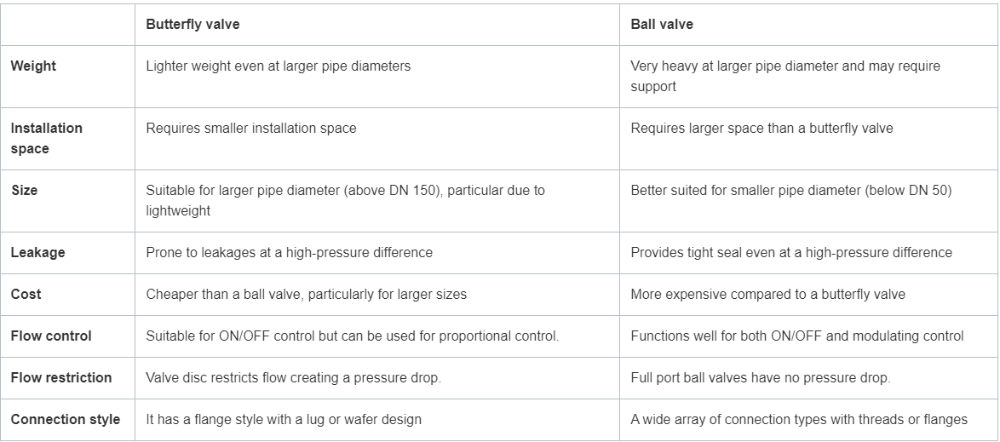 Butterfly valve
Ball valve
Weight
Lighter weight even at larger pipe diameters
Very heavy at larger pipe diameter and may require
support
Installation
space
Requires smaller installation space
Requires larger space than a butterfly valve
Size
Suitable for larger pipe diameter (above DN 150), particular due to
lightweight
Better suited for smaller pipe diameter (below DN 50)
Leakage
Prone to leakages at a high-pressure difference
Provides tight seal even at a high-pressure difference
Cost
Cheaper than a ball valve, particularly for larger sizes
More expensive compared to a butterfly valve
Flow control
Suitable for ON/OFF control but can be used for proportional control.
Functions well for both ON/OFF and modulating control
Flow restriction
Valve disc restricts flow creating a pressure drop.
Full port ball valves have no pressure drop.
Connection style
It has a flange style with a lug or wafer design
A wide array of connection types with threads or flanges